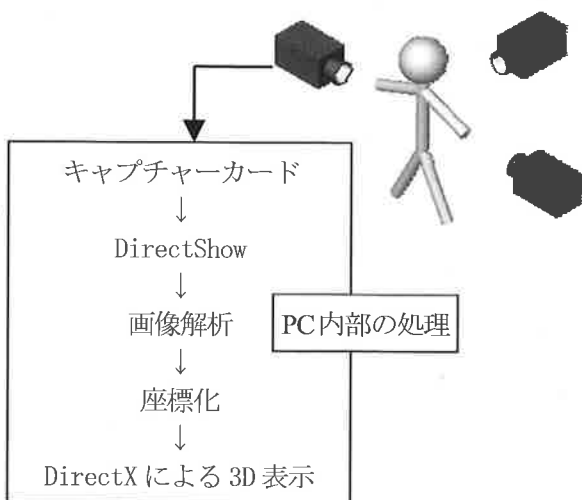 キャプチャーカード
↓
DirectShow
↓
画像解析
↓
座標化
↓
DirectXによる3D表示
PC内部の処理